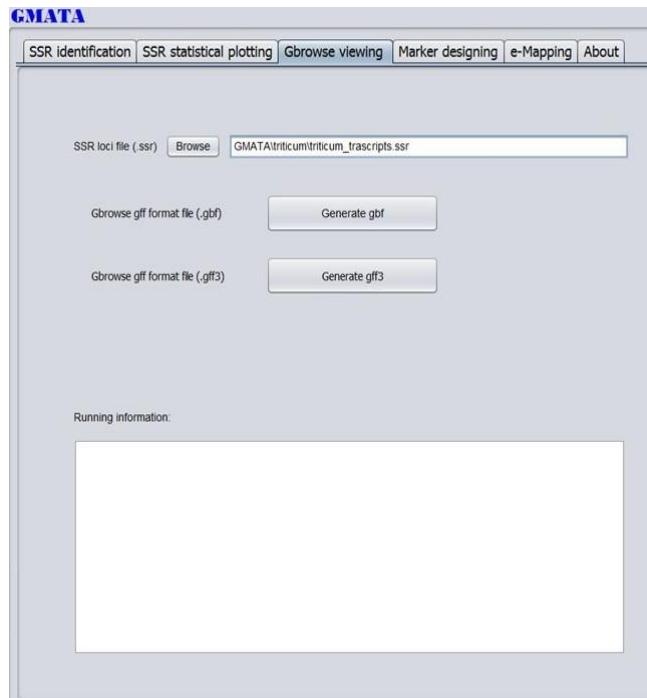 GMATA
SSR identification SSR statistical plotting Gbrowse viewing Marker designing e-Mapping About
SSR loci file (.ssr) Browse GMATA\triticum\triticum_trascripts.ssr
Gbrowse gff format file (.gbf) Generate gbf
Gbrowse gff format file (.gff3) Generate gff3
Running information: